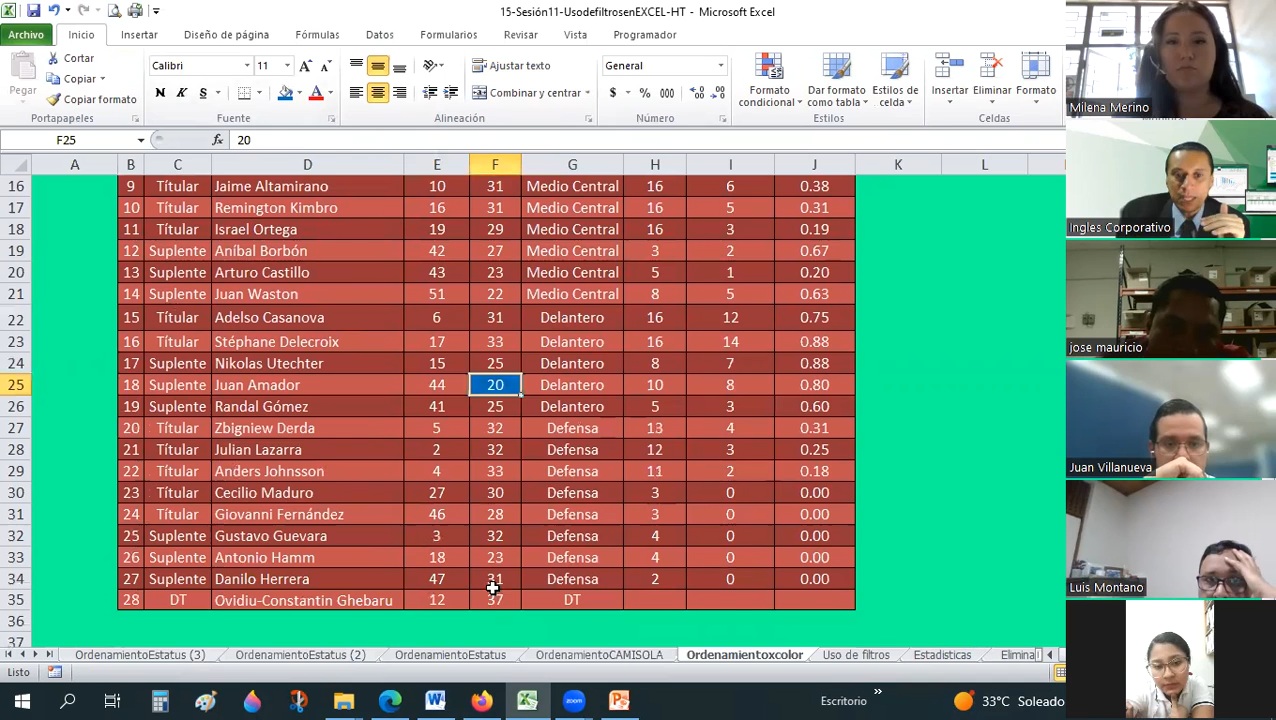 15-Sesión11-UsodefiltrosenEXCEL-HT - Microsoft Excel
Archivo Inicio Insertar Diseño de página Fórmulas Datos Revisar Programador
Pegar
Cortar
Copiar
Copiar formato
Portapapeles
Calibri 11
N K S
Fuente
Ajustar texto
Combinar y centrar
Alineación
General
$ % 000
Número
Formato condicional
Dar formato como tabla
Estilos de celda
Estilos
Insertar Eliminar Formato
Celdas
F25 fx 20
A B C D E F G H I J K L
16 9 Títular Jaime Altamirano 10 31 Medio Central 16 6 0.38
17 10 Títular Remington Kimbro 16 31 Medio Central 16 5 0.31
18 11 Títular Israel Ortega 19 29 Medio Central 16 3 0.19
19 12 Suplente Aníbal Borbón 42 27 Medio Central 3 2 0.67
20 13 Suplente Arturo Castillo 43 23 Medio Central 5 1 0.20
21 14 Suplente Juan Waston 51 22 Medio Central 8 5 0.63
22 15 Títular Adelso Casanova 6 31 Delantero 16 12 0.75
23 16 Títular Stéphane Delecroix 17 33 Delantero 16 14 0.88
24 17 Suplente Nikolas Utechter 15 25 Delantero 8 7 0.88
25 18 Suplente Juan Amador 44 20 Delantero 10 8 0.80
26 19 Suplente Randal Gómez 41 25 Delantero 5 3 0.60
27 20 Títular Zbigniew Derda 5 32 Defensa 13 4 0.31
28 21 Títular Julian Lazarra 2 32 Defensa 12 3 0.25
29 22 Títular Anders Johnsson 4 33 Defensa 11 2 0.18
30 23 Títular Cecilio Maduro 27 30 Defensa 3 0 0.00
31 24 Títular Giovanni Fernández 46 28 Defensa 3 0 0.00
32 25 Suplente Gustavo Guevara 3 32 Defensa 4 0 0.00
33 26 Suplente Antonio Hamm 18 23 Defensa 4 0 0.00
34 27 Suplente Danilo Herrera 47 31 Defensa 2 0 0.00
35 28 DT Ovidiu-Constantin Ghebaru 37 DT
36
37
OrdenamientoEstatus (3) OrdenamientoEstatus (2) OrdenamientoEstatus OrdenamientoCAMISOLA Ordenamientoxcolor Uso de filtros Estadísticas Elimina
Listo
Escritorio » 33°C Soleado
Milena Merino
Ingles Corporativo
jose mauricio
Juan Villanueva
Luis Montano